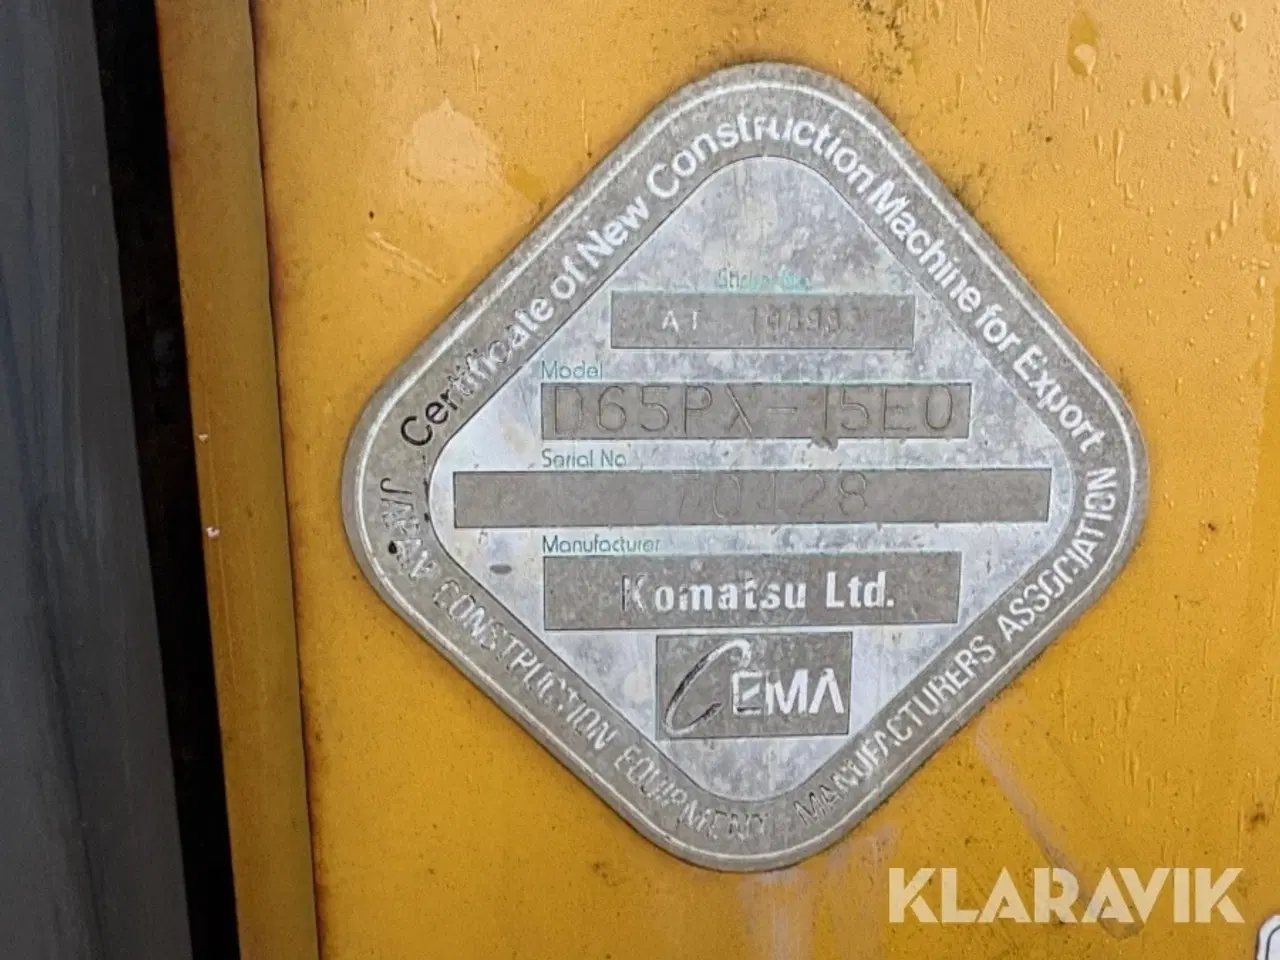 Certificate of New Construction Machine for Export
AT
Model
D65PX-15E0
Serial No
70128
Manufacturer
Komatsu Ltd.
CEMA
JAPAN CONSTRUCTION EQUIPMENT MANUFACTURERS ASSOCIATION
KLARAVIK